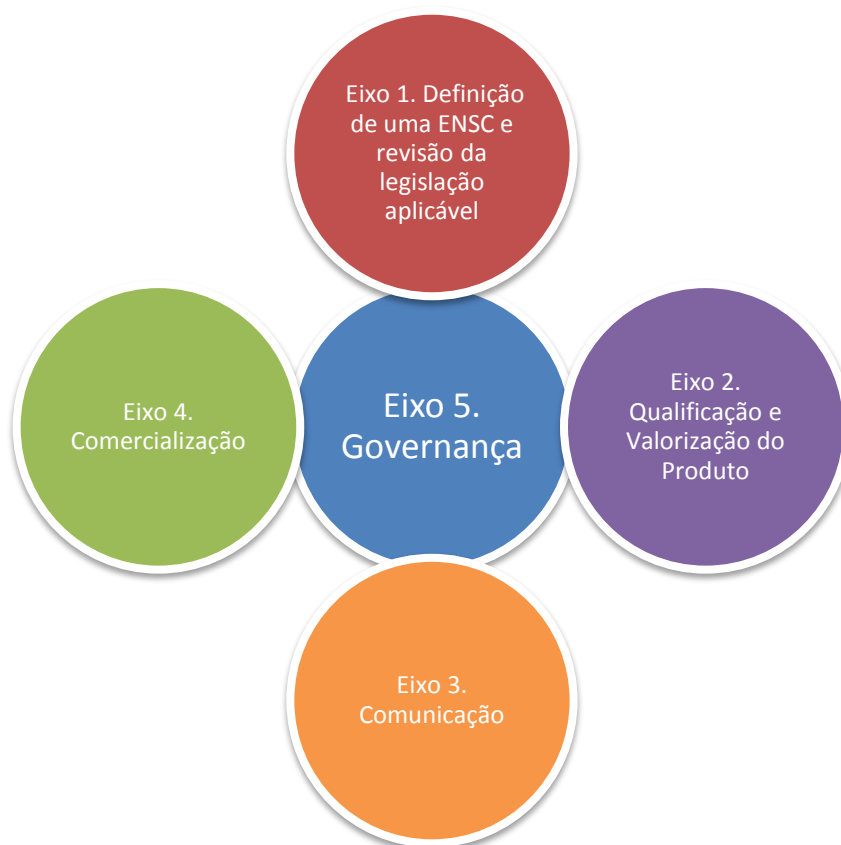 Eixo 1. Definição
de uma ENSC e
revisão da
legislação
aplicável
Eixo 4.
Comercialização
Eixo 5.
Governança
Eixo 2.
Qualificação e
Valorização do
Produto
Eixo 3.
Comunicação